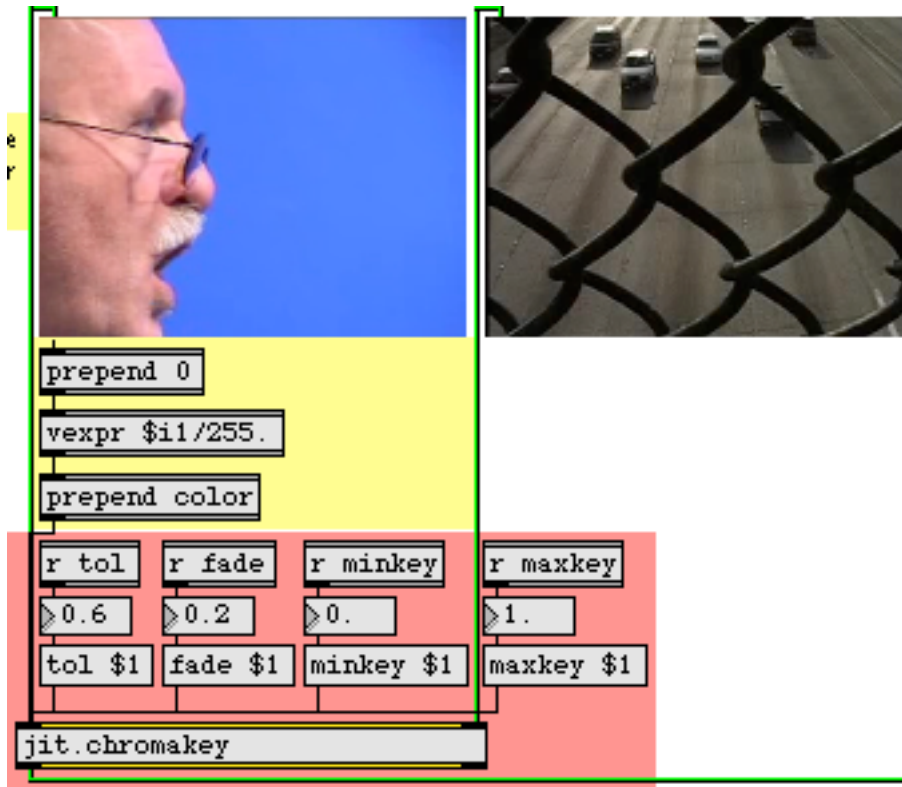 e
r
prepend 0
vexpr $i1/255.
prepend color
r tol
r fade
r minkey
r maxkey
0.6
0.2
0.
1.
tol $1
fade $1
minkey $1
maxkey $1
jit.chromakey